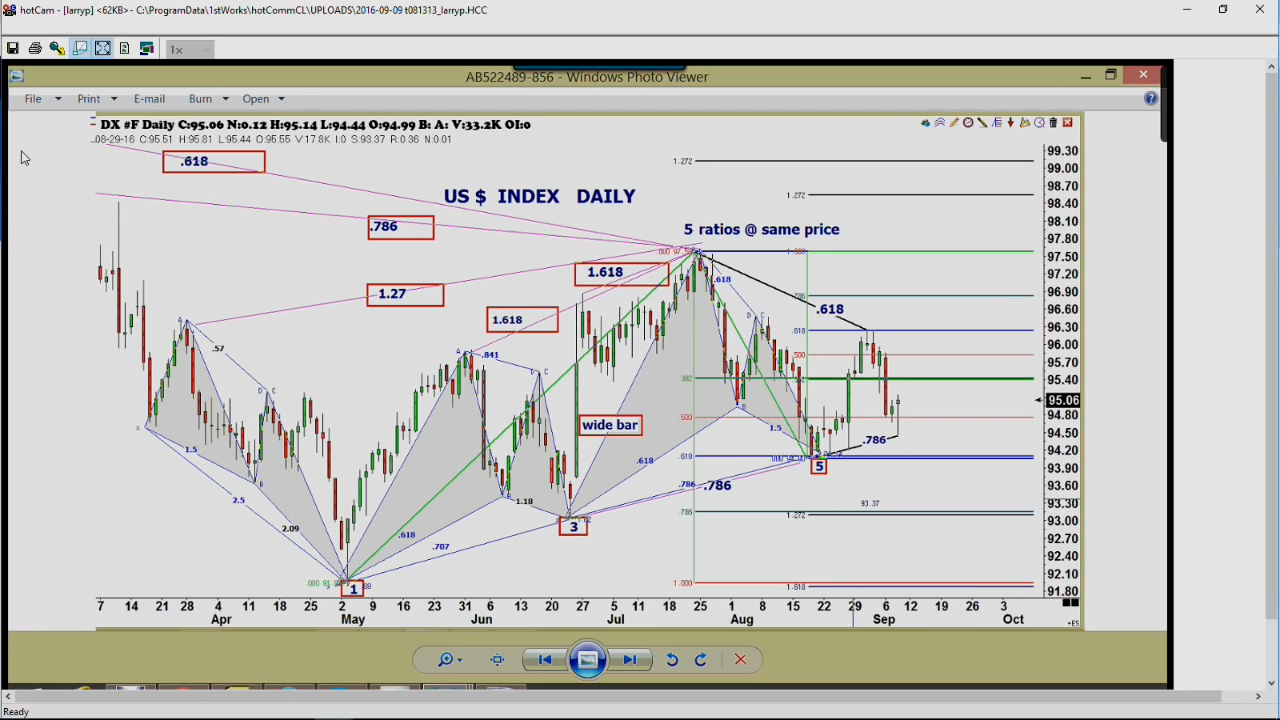 hotCam - [larryp] <62KB> - C:\ProgramData\1stWorks\hotCommCL\UPLOADS\2016-09-09 t081313_larryp.HCC
1x
AB522489-856 - Windows Photo Viewer
File Print E-mail Burn Open
DX #F Daily C:95.06 N:0.12 H:95.14 L:94.44 O:94.99 B: A: V:33.2K OI:0
08-29-16 C:95.51 H:95.81 L:95.44 O:95.55 V:17.8K I:0 S:93.37 R:0.36 N:0.01
.618
US $ INDEX DAILY
.786
5 ratios @ same price
1.272
1.272
1.618
1.27
1.618
.618
.786
.618
.618
.500
.382
.500
.618
.786
1.000
1.272
1.618
A
.57
D C
X
B
1.5
2.5
2.09
A
.841
D C
B
1.18
wide bar
.618
.707
.618
D C
B
1.5
.786
.786
.786
93.37
1
3
5
99.30
99.00
98.70
98.40
98.10
97.80
97.50
97.20
96.90
96.60
96.30
96.00
95.70
95.40
95.06
94.80
94.50
94.20
93.90
93.60
93.30
93.00
92.70
92.40
92.10
91.80
7 14 21 28 4 11 18 25 2 9 16 23 31 6 13 20 27 5 11 18 25 1 8 15 22 29 6 12 19 26 3
Apr May Jun Jul Aug Sep Oct
Ready